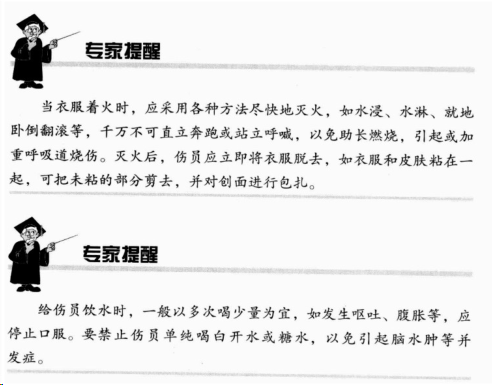 专家提醒
当衣服着火时，应采用各种方法尽快地灭火，如水浸、水淋、就地
卧倒翻滚等，千万不可直立奔跑或站立呼喊，以免助长燃烧，引起或加
重呼吸道烧伤。灭火后，伤员应立即将衣服脱去，如衣服和皮肤粘在一
起，可把未粘的部分剪去，并对创面进行包扎。
专家提醒
给伤员饮水时，一般以多次喝少量为宜，如发生呕吐、腹胀等，应
停止口服。要禁止伤员单纯喝白开水或糖水，以免引起脑水肿等并
发症。